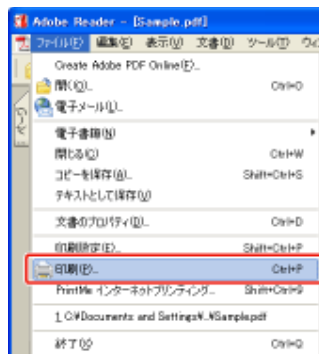 Adobe Reader - [Sample.pdf]
ファイル(F) 編集(E) 表示(V) 文書(D) ツール(T) ウィ
Create Adobe PDF Online(F)...
開く(O)... Ctrl+O
電子メール(L)...
電子書籍(N)
閉じる(C) Ctrl+W
コピーを保存(A)... Shift+Ctrl+S
テキストとして保存(V)
文書のプロパティ(D)... Ctrl+D
印刷設定(E)... Shift+Ctrl+P
印刷(P)... Ctrl+P
PrintMe インターネットプリンティング... Shift+Ctrl+9
1 C:¥Documents and Settings¥..¥Sample.pdf
終了(X) Ctrl+Q